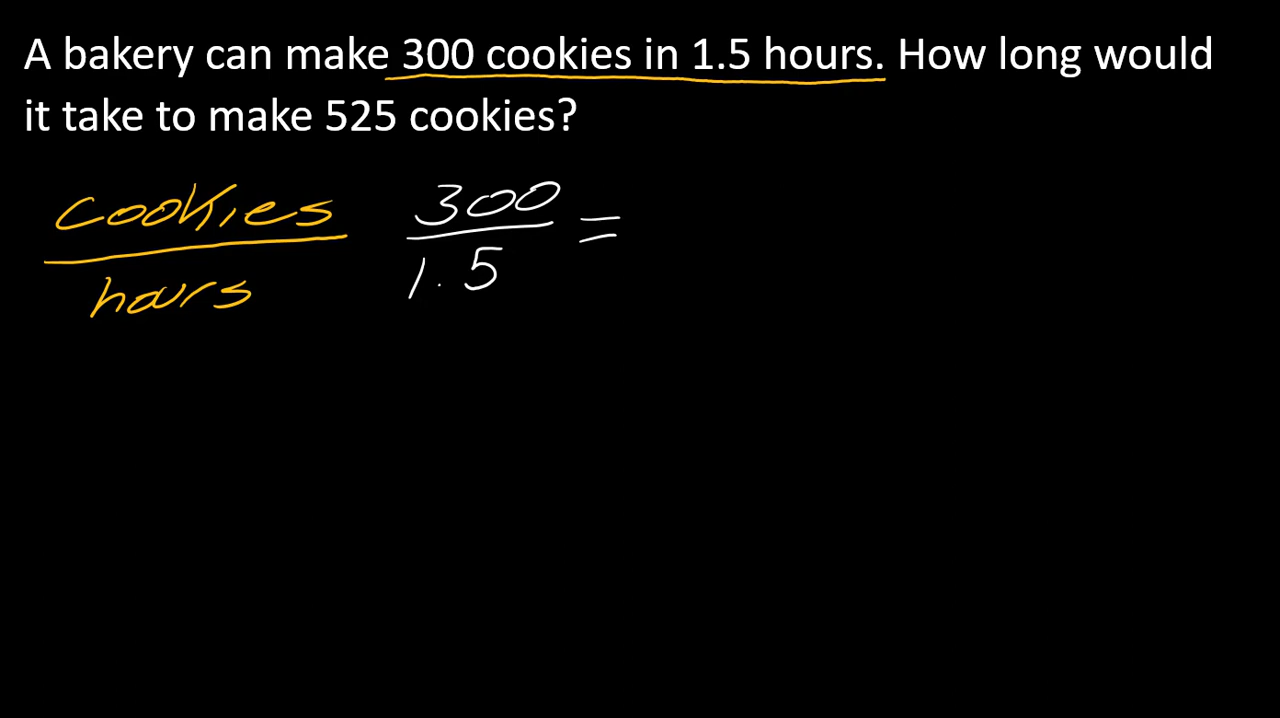 A bakery can make 300 cookies in 1.5 hours. How long would
it take to make 525 cookies?
cookies 300 =
hours 1.5